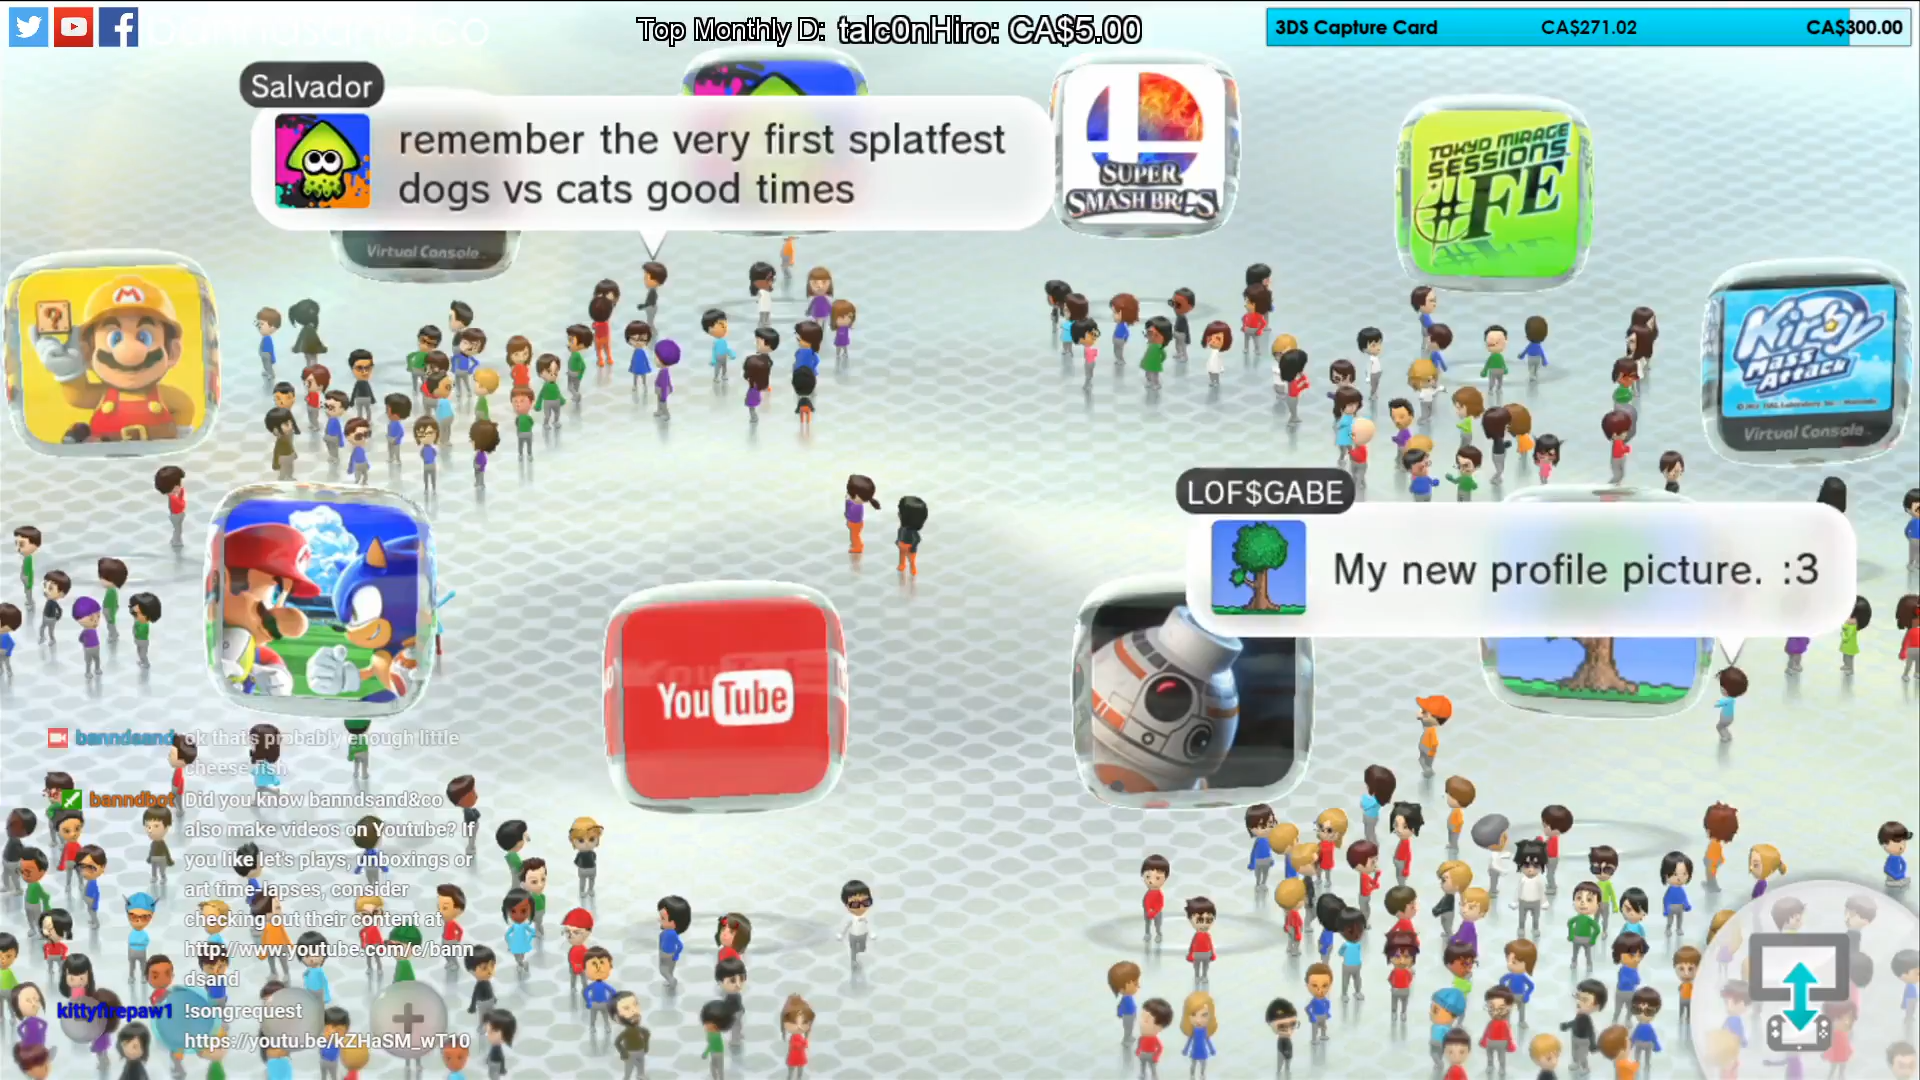 banndsand.co
Top Monthly D: talc0nHiro: CA$5.00
3DS Capture Card CA$271.02 CA$300.00
Salvador
remember the very first splatfest
dogs vs cats good times
SUPER
SMASH BROS
TOKYO MIRAGE
SESSIONS
#FE
Virtual Console
Kirby
Mass
Attack
Virtual Console
LOF$GABE
My new profile picture. :3
YouTube
banndsand ok that's probably enough little
cheese fish
banndbot Did you know banndsand&co
also make videos on Youtube? If
you like let's plays, unboxings or
art time-lapses, consider
checking out their content at
http://www.youtube.com/c/bann
dsand
kittyfirepaw1 !songrequest
https://youtu.be/kZHaSM_wT10